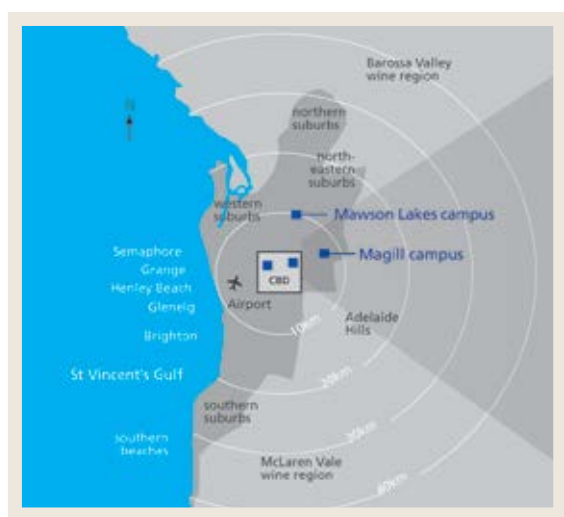 Barossa Valley
wine region
N
northern
suburbs
north-
eastern
suburbs
western
suburbs
Mawson Lakes campus
Semaphore
Grange
Henley Beach
Glenelg
Brighton
Magill campus
CBD
Airport
10km
Adelaide
Hills
St Vincent's Gulf
20km
southern
suburbs
30km
southern
beaches
McLaren Vale
wine region
40km